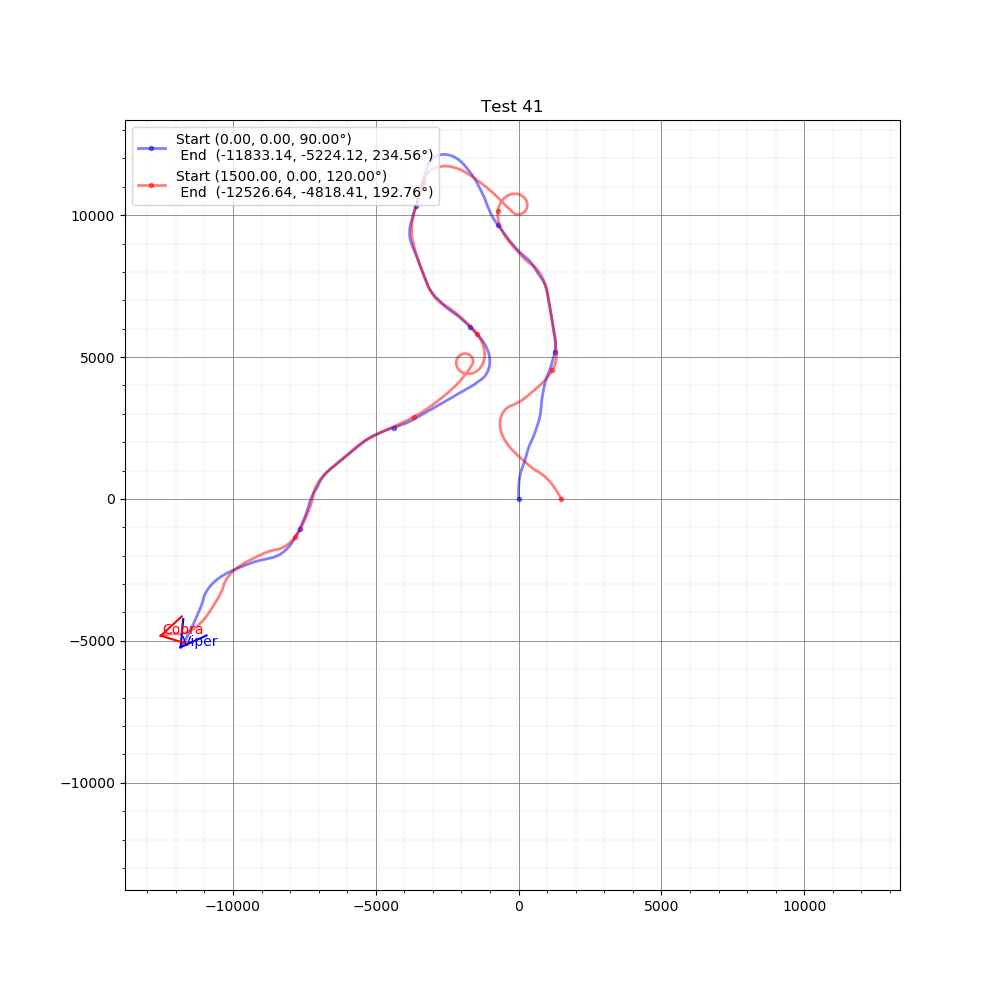 Test 41
Start (0.00, 0.00, 90.00°)
End  (-11833.14, -5224.12, 234.56°)
Start (1500.00, 0.00, 120.00°)
End  (-12526.64, -4818.41, 192.76°)
10000
5000
0
−5000
−10000
Cobra
Viper
−10000
−5000
0
5000
10000